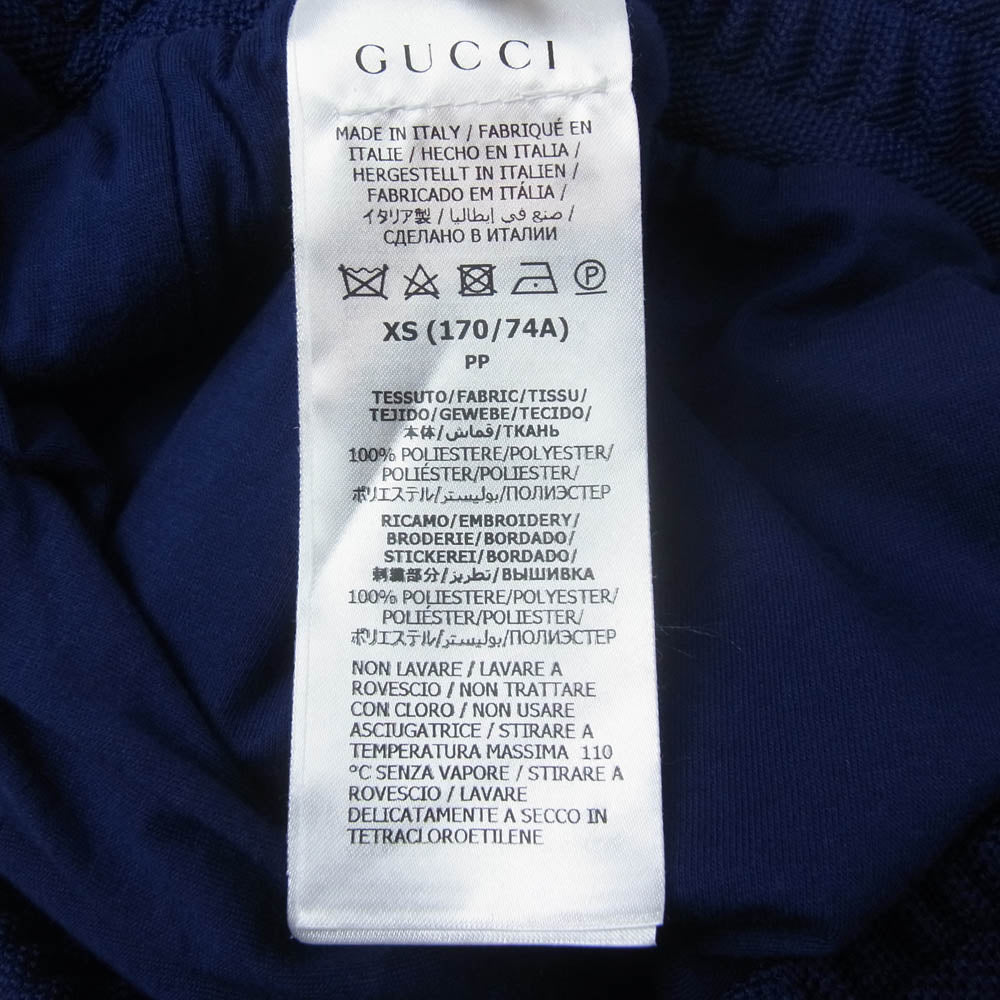 GUCCI
MADE IN ITALY / FABRIQUÉ EN
ITALIE / HECHO EN ITALIA /
HERGESTELLT IN ITALIEN /
FABRICADO EM ITÁLIA /
イタリア製 / صنع في إيطاليا /
СДЕЛАНО В ИТАЛИИ
P
XS (170/74A)
PP
TESSUTO/FABRIC/TISSU/
TEJIDO/GEWEBE/TECIDO/
本体/قماش/ТКАНЬ
100% POLIESTERE/POLYESTER/
POLIÉSTER/POLIESTER/
ポリエステル/بوليستر/ПОЛИЭСТЕР
RICAMO/EMBROIDERY/
BRODERIE/BORDADO/
STICKEREI/BORDADO/
刺繍部分/تطريز/ВЫШИВКА
100% POLIESTERE/POLYESTER/
POLIÉSTER/POLIESTER/
ポリエステル/بوليستر/ПОЛИЭСТЕР
NON LAVARE / LAVARE A
ROVESCIO / NON TRATTARE
CON CLORO / NON USARE
ASCIUGATRICE / STIRARE A
TEMPERATURA MASSIMA 110
°C SENZA VAPORE / STIRARE A
ROVESCIO / LAVARE
DELICATAMENTE A SECCO IN
TETRACLOROETILENE